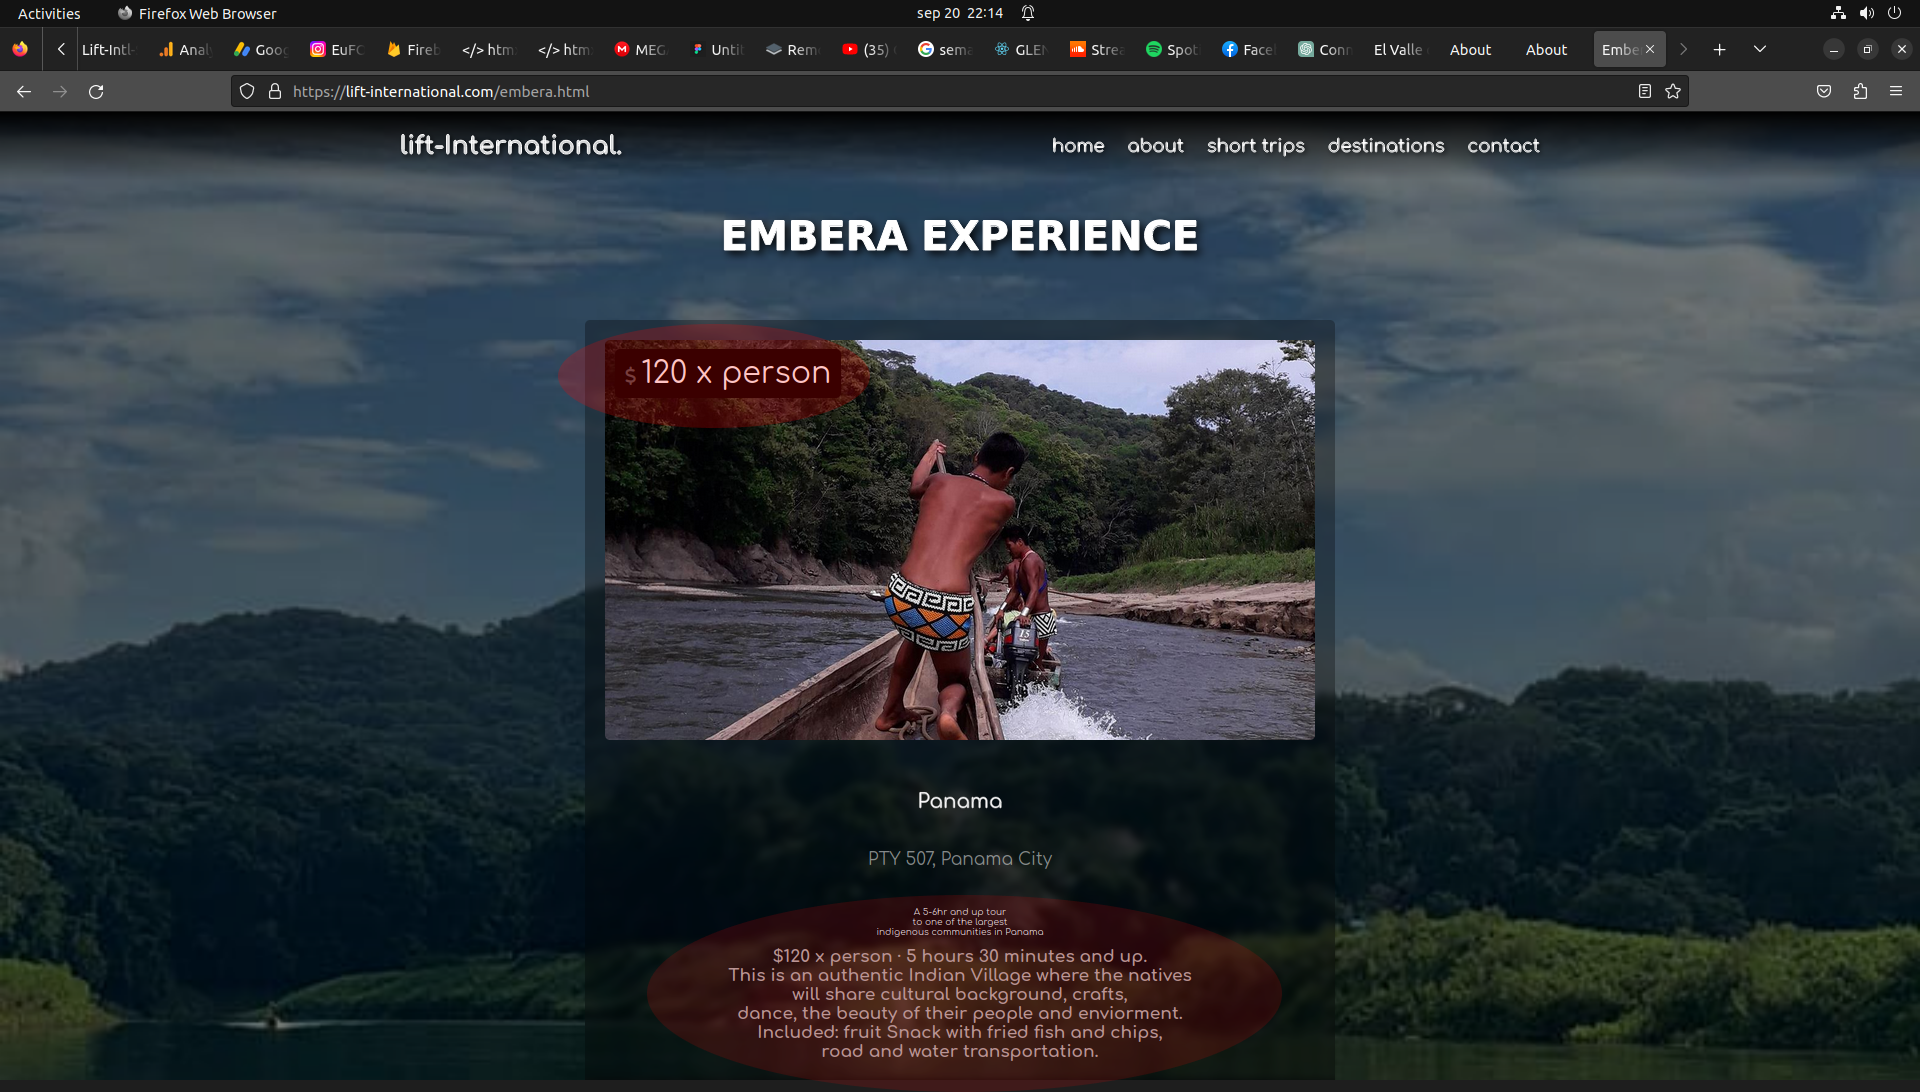 Activities Firefox Web Browser sep 20 22:14
Lift-Intl- Anal Goog EuFO Fireb </> htm </> htm MEG Untit Rem (35) sema GLEN Strea Spot Face Conn El Valle About About Embe
https://lift-international.com/embera.html
lift-International. home about short trips destinations contact
EMBERA EXPERIENCE
$ 120 x person
15
Panama
PTY 507, Panama City
A 5-6hr and up tour
to one of the largest
indigenous communities in Panama
$120 x person · 5 hours 30 minutes and up.
This is an authentic Indian Village where the natives
will share cultural background, crafts,
dance, the beauty of their people and enviorment.
Included: fruit Snack with fried fish and chips,
road and water transportation.